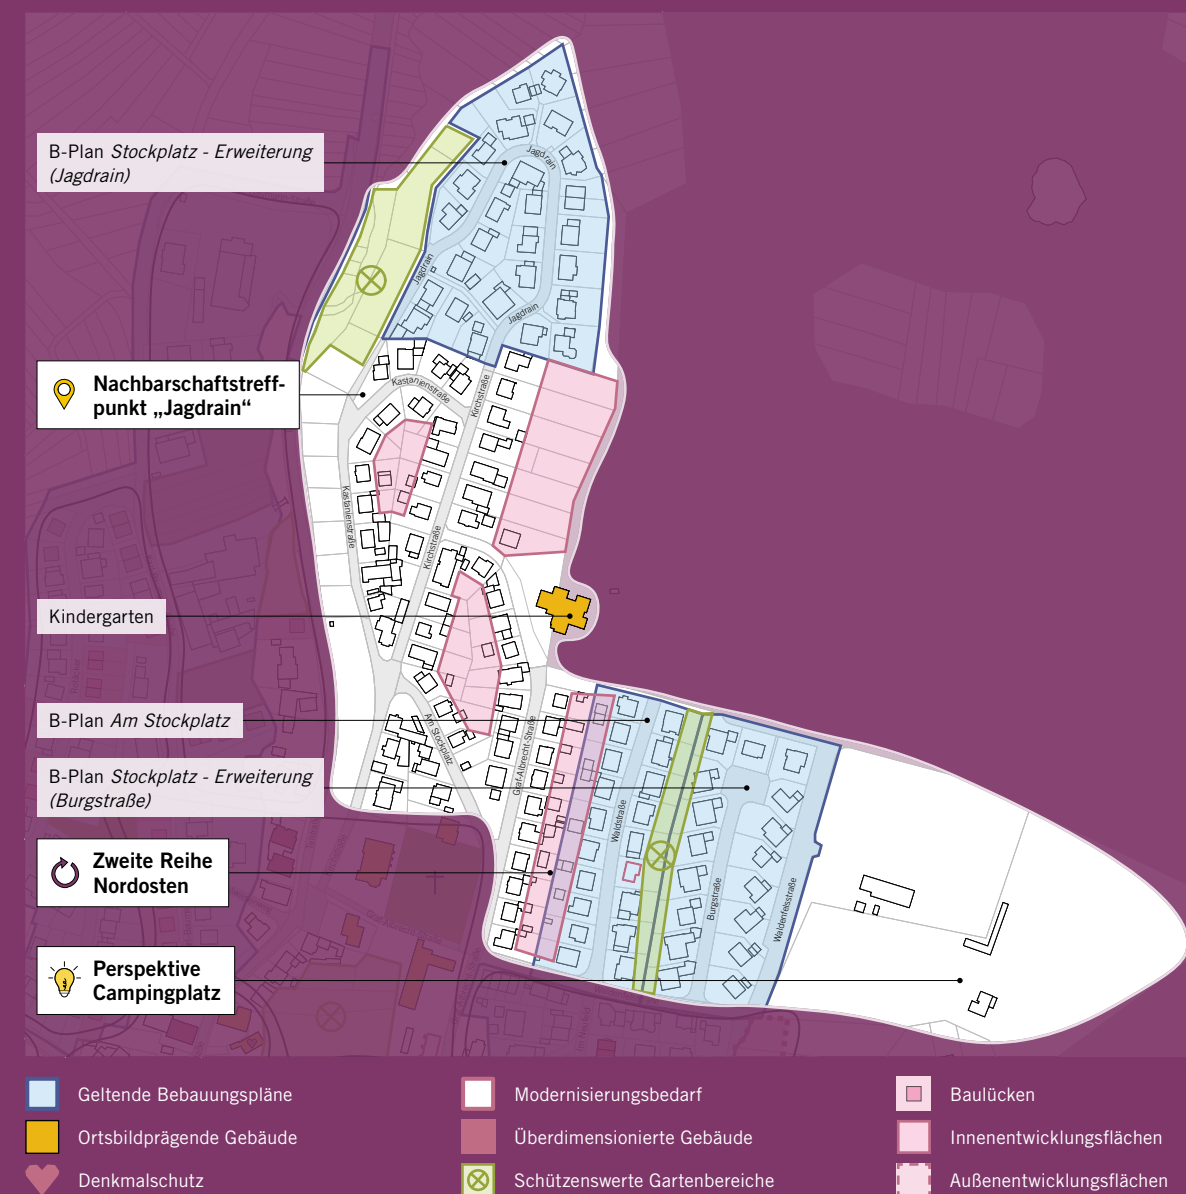 B-Plan Stockplatz - Erweiterung
(Jagdrain)
Jagdrain
Jagdrain
Jagdrain
Nachbarschaftstreff-
punkt „Jagdrain“
Kastanienstraße
Kirchstraße
Kastanienstraße
Kirchstraße
Kindergarten
B-Plan Am Stockplatz
Am Stockplatz
Graf-Albrecht-Straße
B-Plan Stockplatz - Erweiterung
(Burgstraße)
Waldstraße
Burgstraße
Waldenfelsstraße
Zweite Reihe
Nordosten
Perspektive
Campingplatz
Geltende Bebauungspläne
Modernisierungsbedarf
Baulücken
Ortsbildprägende Gebäude
Überdimensionierte Gebäude
Innenentwicklungsflächen
Denkmalschutz
Schützenswerte Gartenbereiche
Außenentwicklungsflächen